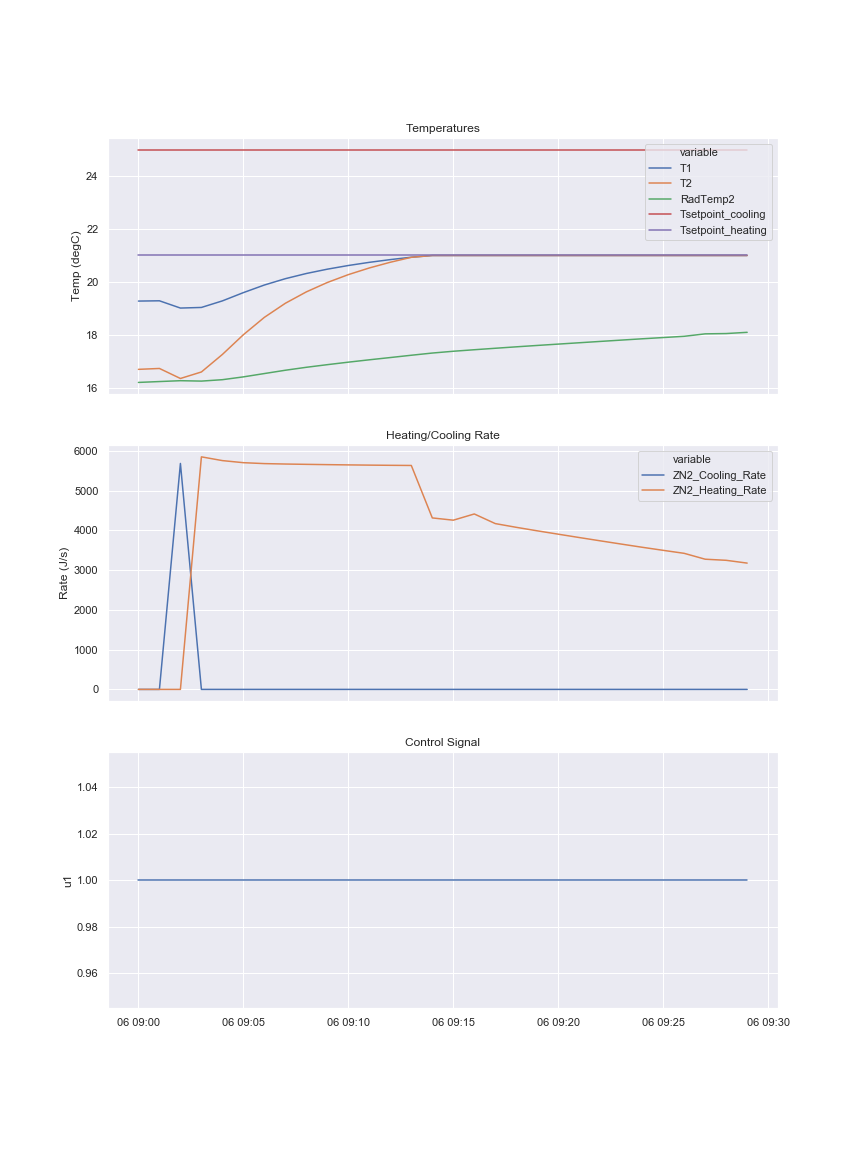 Temperatures
Temp (degC)
24
22
20
18
16
variable
T1
T2
RadTemp2
Tsetpoint_cooling
Tsetpoint_heating
Heating/Cooling Rate
Rate (J/s)
6000
5000
4000
3000
2000
1000
0
variable
ZN2_Cooling_Rate
ZN2_Heating_Rate
Control Signal
u1
1.04
1.02
1.00
0.98
0.96
06 09:00 06 09:05 06 09:10 06 09:15 06 09:20 06 09:25 06 09:30